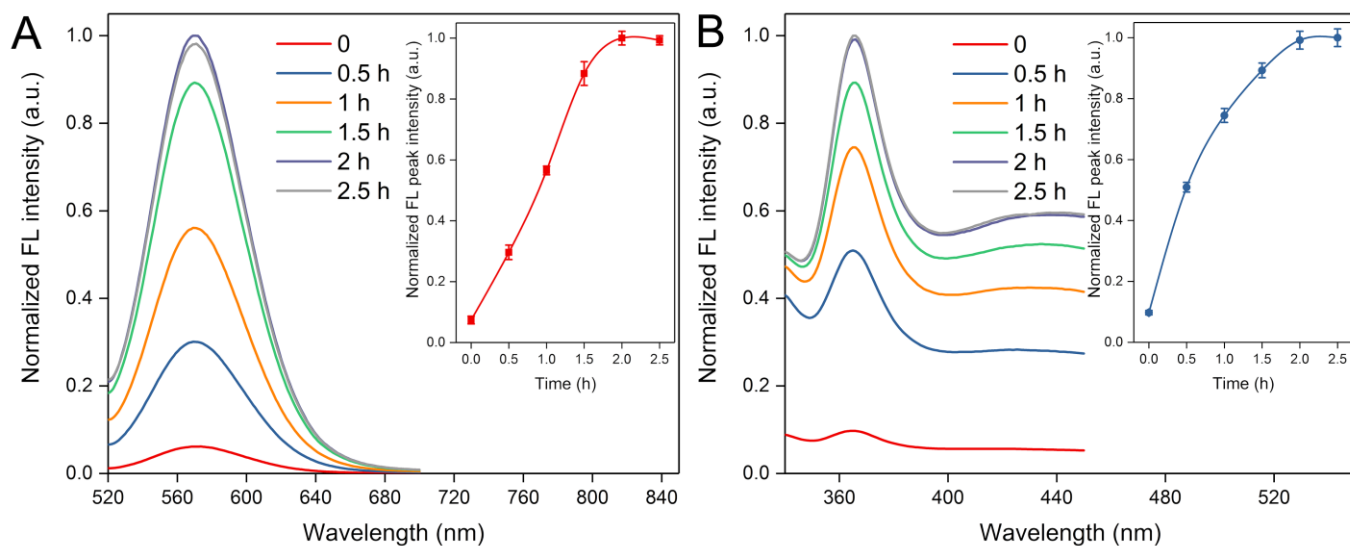 A
Normalized FL intensity (a.u.)
1.0
0.8
0.6
0.4
0.2
0.0
520 560 600 640 680 720 760 800 840
Wavelength (nm)
0
0.5 h
1 h
1.5 h
2 h
2.5 h
Normalized FL peak intensity (a.u.)
1.0
0.8
0.6
0.4
0.2
0.0
0.0 0.5 1.0 1.5 2.0 2.5
Time (h)
B
Normalized FL intensity (a.u.)
1.0
0.8
0.6
0.4
0.2
0.0
360 400 440 480 520
Wavelength (nm)
0
0.5 h
1 h
1.5 h
2 h
2.5 h
Normalized FL peak intensity (a.u.)
1.0
0.8
0.6
0.4
0.2
0.0
0.0 0.5 1.0 1.5 2.0 2.5
Time (h)